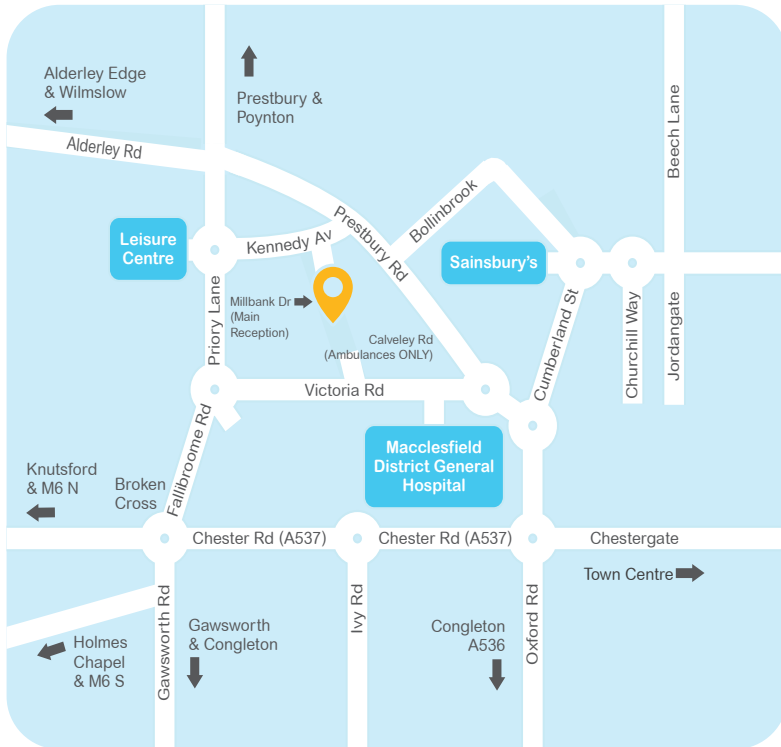 Alderley Edge
& Wilmslow
Alderley Rd
Prestbury &
Poynton
Beech Lane
Leisure
Centre
Kennedy Av
Prestbury Rd
Bollinbrook
Sainsbury's
Priory Lane
Millbank Dr
(Main
Reception)
Calveley Rd
(Ambulances ONLY)
Cumberland St
Churchill Way
Jordangate
Victoria Rd
Fallibroome Rd
Macclesfield
District General
Hospital
Knutsford
& M6 N
Broken
Cross
Chester Rd (A537)
Chester Rd (A537)
Chestergate
Town Centre
Gawsworth Rd
Gawsworth
& Congleton
Ivy Rd
Congleton
A536
Oxford Rd
Holmes
Chapel
& M6 S